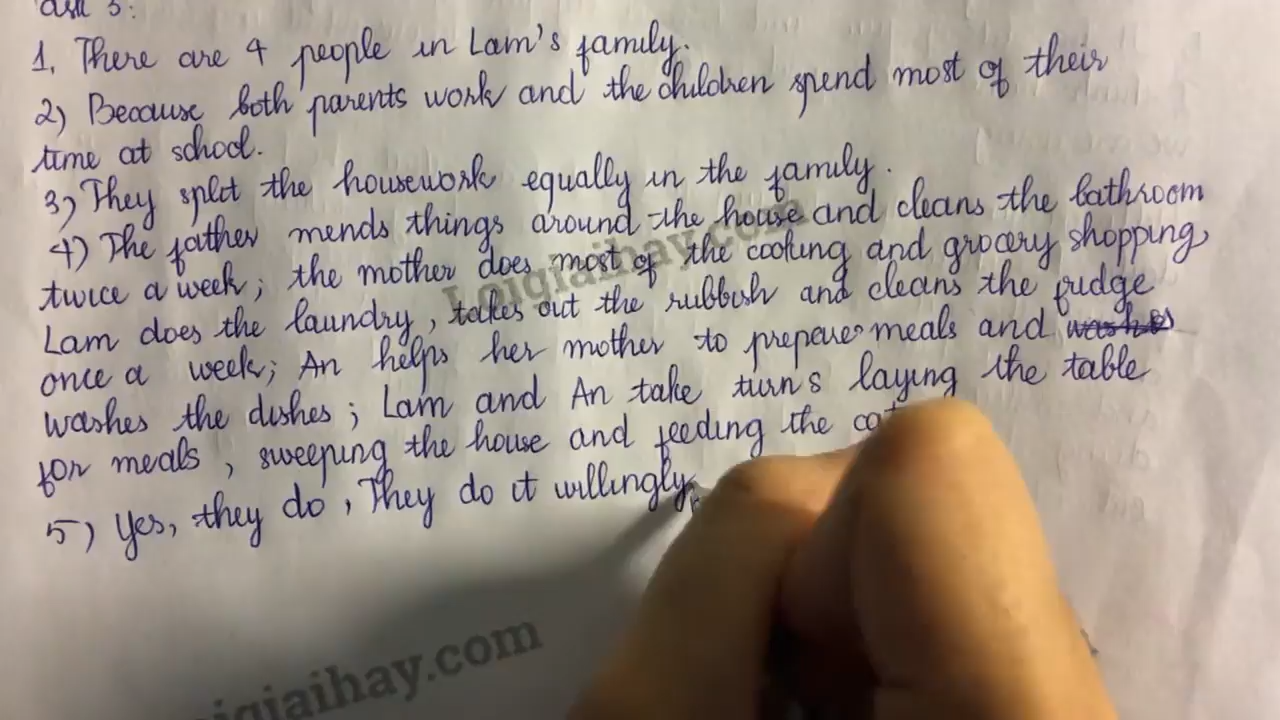 1. There are 4 people in Lam's family.
2) Because both parents work and the children spend most of their
time at school.
3) They split the housework equally in the family.
4) The father mends things around the house and cleans the bathroom
twice a week; the mother does most of the cooking and grocery shopping,
Lam does the laundry, takes out the rubbish and cleans the fridge
once a week; An helps her mother to prepare meals and washes
washes the dishes; Lam and An take turns laying the table
for meals, sweeping the house and feeding the cat
5) Yes, they do, They do it willingly.
Loigiaihay.com
loigiaihay.com